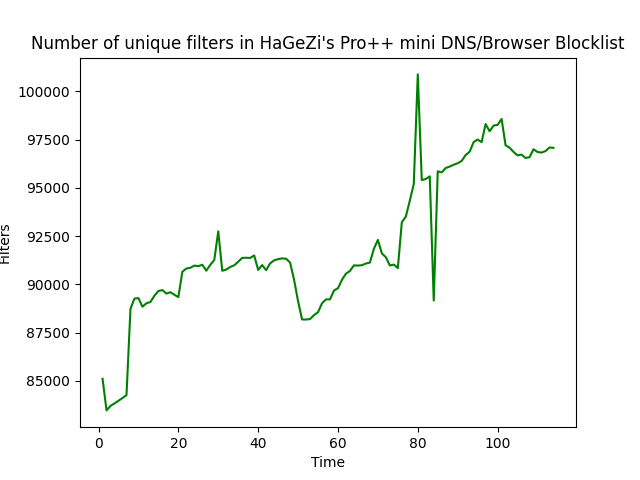 Number of unique filters in HaGeZi's Pro++ mini DNS/Browser Blocklist
100000
97500
95000
92500
90000
87500
85000
Filters
0 20 40 60 80 100
Time